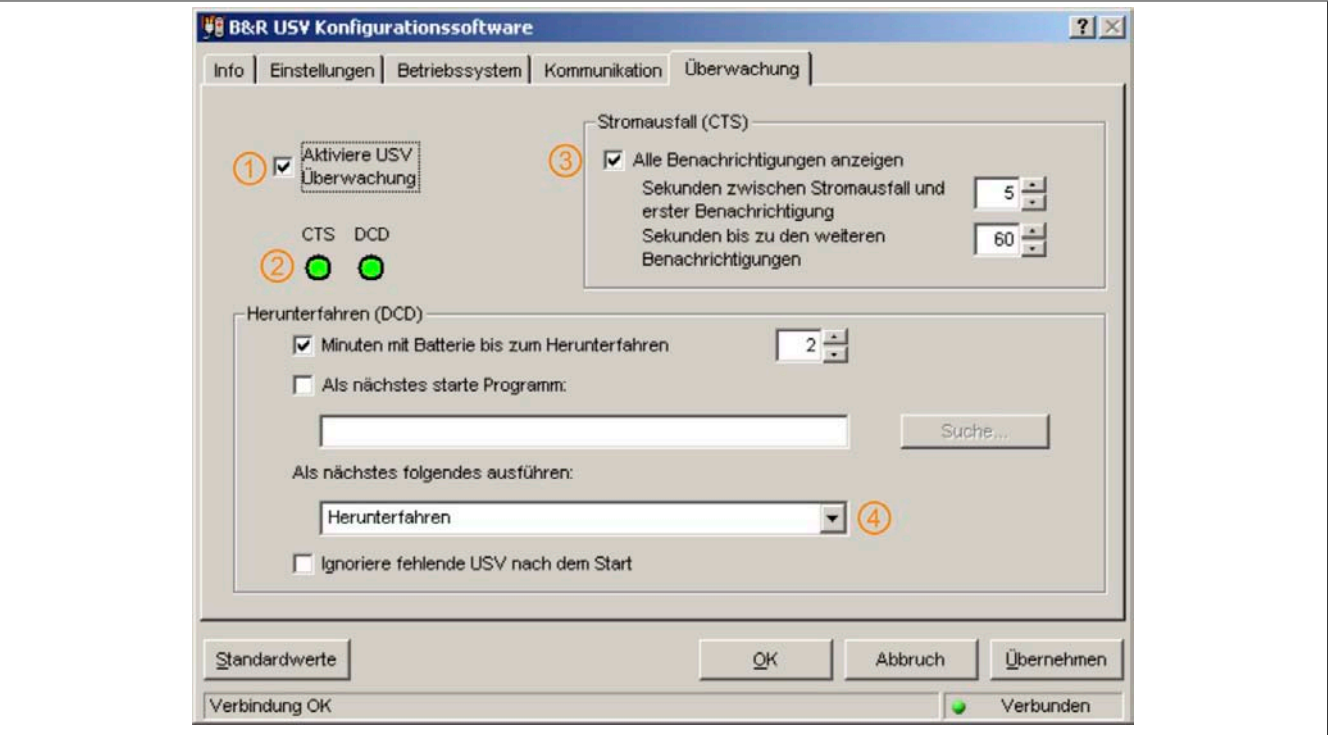 B&R USV Konfigurationssoftware
Info Einstellungen Betriebssystem Kommunikation Überwachung
① Aktiviere USV
Überwachung
CTS DCD
②
Stromausfall (CTS)
③ Alle Benachrichtigungen anzeigen
Sekunden zwischen Stromausfall und
erster Benachrichtigung
5
Sekunden bis zu den weiteren
Benachrichtigungen
60
Herunterfahren (DCD)
Minuten mit Batterie bis zum Herunterfahren 2
Als nächstes starte Programm:
Suche...
Als nächstes folgendes ausführen:
Herunterfahren ④
Ignoriere fehlende USV nach dem Start
Standardwerte OK Abbruch Übernehmen
Verbindung OK Verbunden